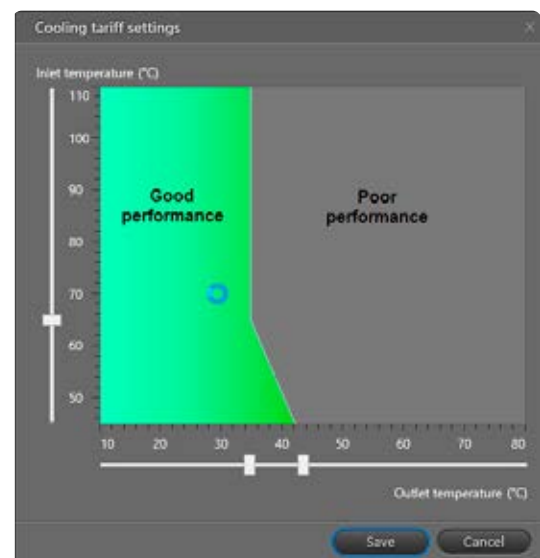 Cooling tariff settings
Inlet temperature (°C)
110
100
90
80
70
60
50
Good
performance
Poor
performance
10 20 30 40 50 60 70 80
Outlet temperature (°C)
Save Cancel